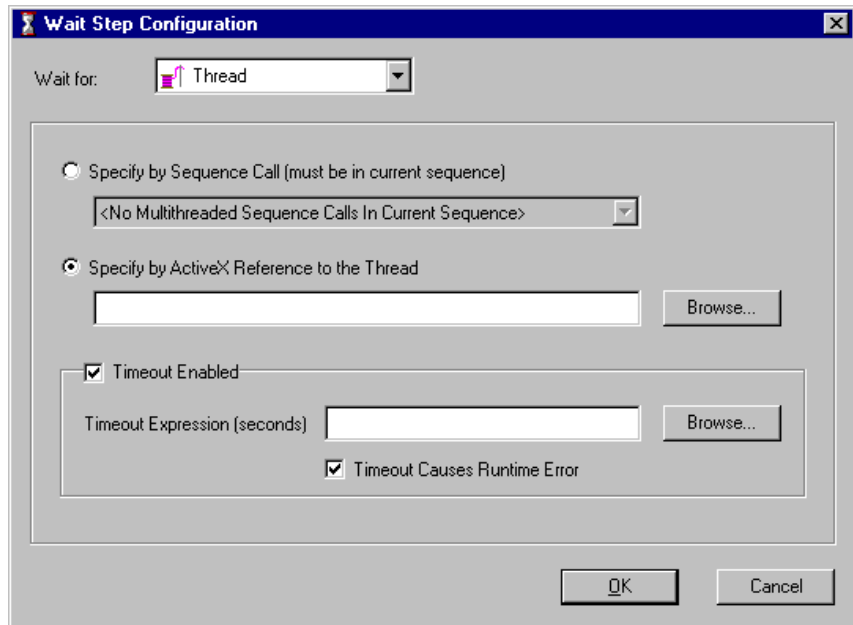 Wait Step Configuration
Wait for:
Thread
Specify by Sequence Call (must be in current sequence)
<No Multithreaded Sequence Calls In Current Sequence>
Specify by ActiveX Reference to the Thread
Browse...
Timeout Enabled
Timeout Expression (seconds)
Browse...
Timeout Causes Runtime Error
OK
Cancel